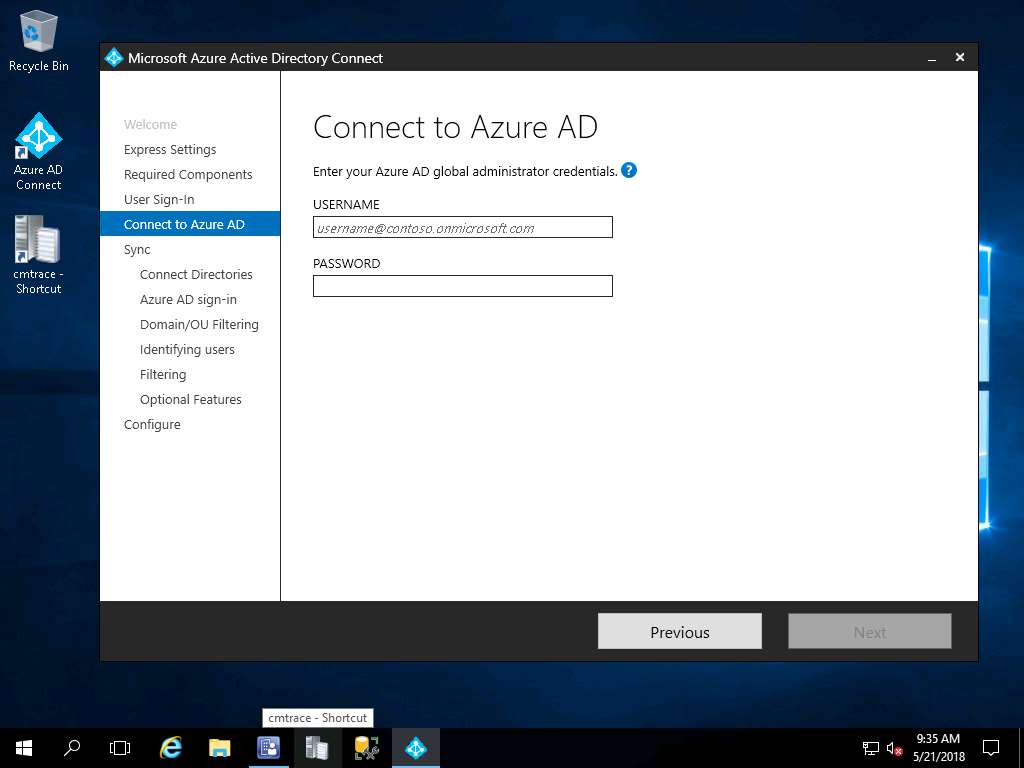 Recycle Bin
Azure AD
Connect
cmtrace -
Shortcut
Microsoft Azure Active Directory Connect
Welcome
Express Settings
Required Components
User Sign-In
Connect to Azure AD
Sync
Connect Directories
Azure AD sign-in
Domain/OU Filtering
Identifying users
Filtering
Optional Features
Configure
Connect to Azure AD
Enter your Azure AD global administrator credentials. ?
USERNAME
username@contoso.onmicrosoft.com
PASSWORD
Previous
Next
cmtrace - Shortcut
9:35 AM
5/21/2018